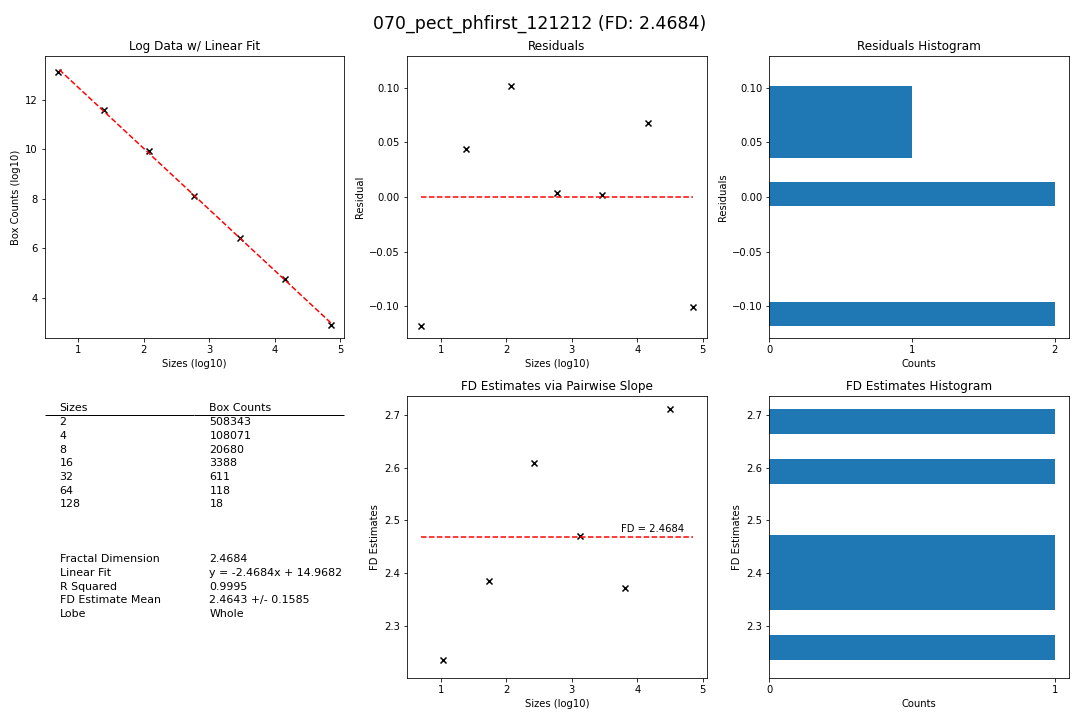 070_pect_phfirst_121212 (FD: 2.4684)
Log Data w/ Linear Fit
12
10
8
6
4
Box Counts (log10)
1 2 3 4 5
Sizes (log10)
Residuals
0.10
0.05
0.00
−0.05
−0.10
Residual
1 2 3 4 5
Sizes (log10)
Residuals Histogram
0.10
0.05
0.00
−0.05
−0.10
Residuals
0 1 2
Counts
Sizes Box Counts
2 508343
4 108071
8 20680
16 3388
32 611
64 118
128 18
Fractal Dimension 2.4684
Linear Fit y = -2.4684x + 14.9682
R Squared 0.9995
FD Estimate Mean 2.4643 +/- 0.1585
Lobe Whole
FD Estimates via Pairwise Slope
2.7
2.6
2.5
2.4
2.3
FD Estimates
FD = 2.4684
1 2 3 4 5
Sizes (log10)
FD Estimates Histogram
2.7
2.6
2.5
2.4
2.3
FD Estimates
0 1
Counts